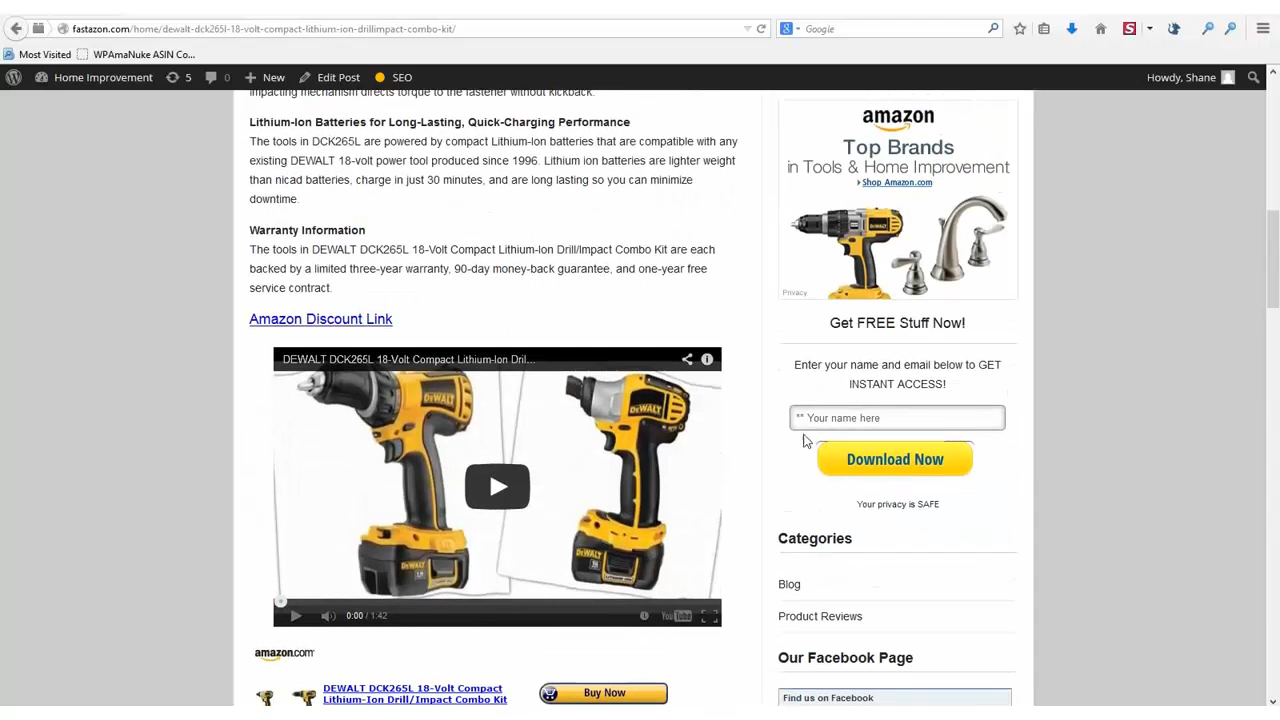 fastazon.com/home/dewalt-dck265l-18-volt-compact-lithium-ion-drillimpact-combo-kit/
Google
Most Visited
WPAmaNuke ASIN Co...
Home Improvement
5
0
New
Edit Post
SEO
Howdy, Shane
impacting mechanism directs torque to the fastener without kickback.
Lithium-Ion Batteries for Long-Lasting, Quick-Charging Performance
The tools in DCK265L are powered by compact Lithium-Ion batteries that are compatible with any
existing DEWALT 18-volt power tool produced since 1996. Lithium ion batteries are lighter weight
than nicad batteries, charge in just 30 minutes, and are long lasting so you can minimize
downtime.
Warranty Information
The tools in DEWALT DCK265L 18-Volt Compact Lithium-Ion Drill/Impact Combo Kit are each
backed by a limited three-year warranty, 90-day money-back guarantee, and one-year free
service contract.
Amazon Discount Link
DEWALT DCK265L 18-Volt Compact Lithium-Ion Dril...
DEWALT
DEWALT
0:00 / 1:42
YouTube
amazon.com
DEWALT DCK265L 18-Volt Compact
Lithium-Ion Drill/Impact Combo Kit
Buy Now
amazon
Top Brands
in Tools & Home Improvement
Shop Amazon.com
Privacy
Get FREE Stuff Now!
Enter your name and email below to GET
INSTANT ACCESS!
** Your name here
Download Now
Your privacy is SAFE
Categories
Blog
Product Reviews
Our Facebook Page
Find us on Facebook